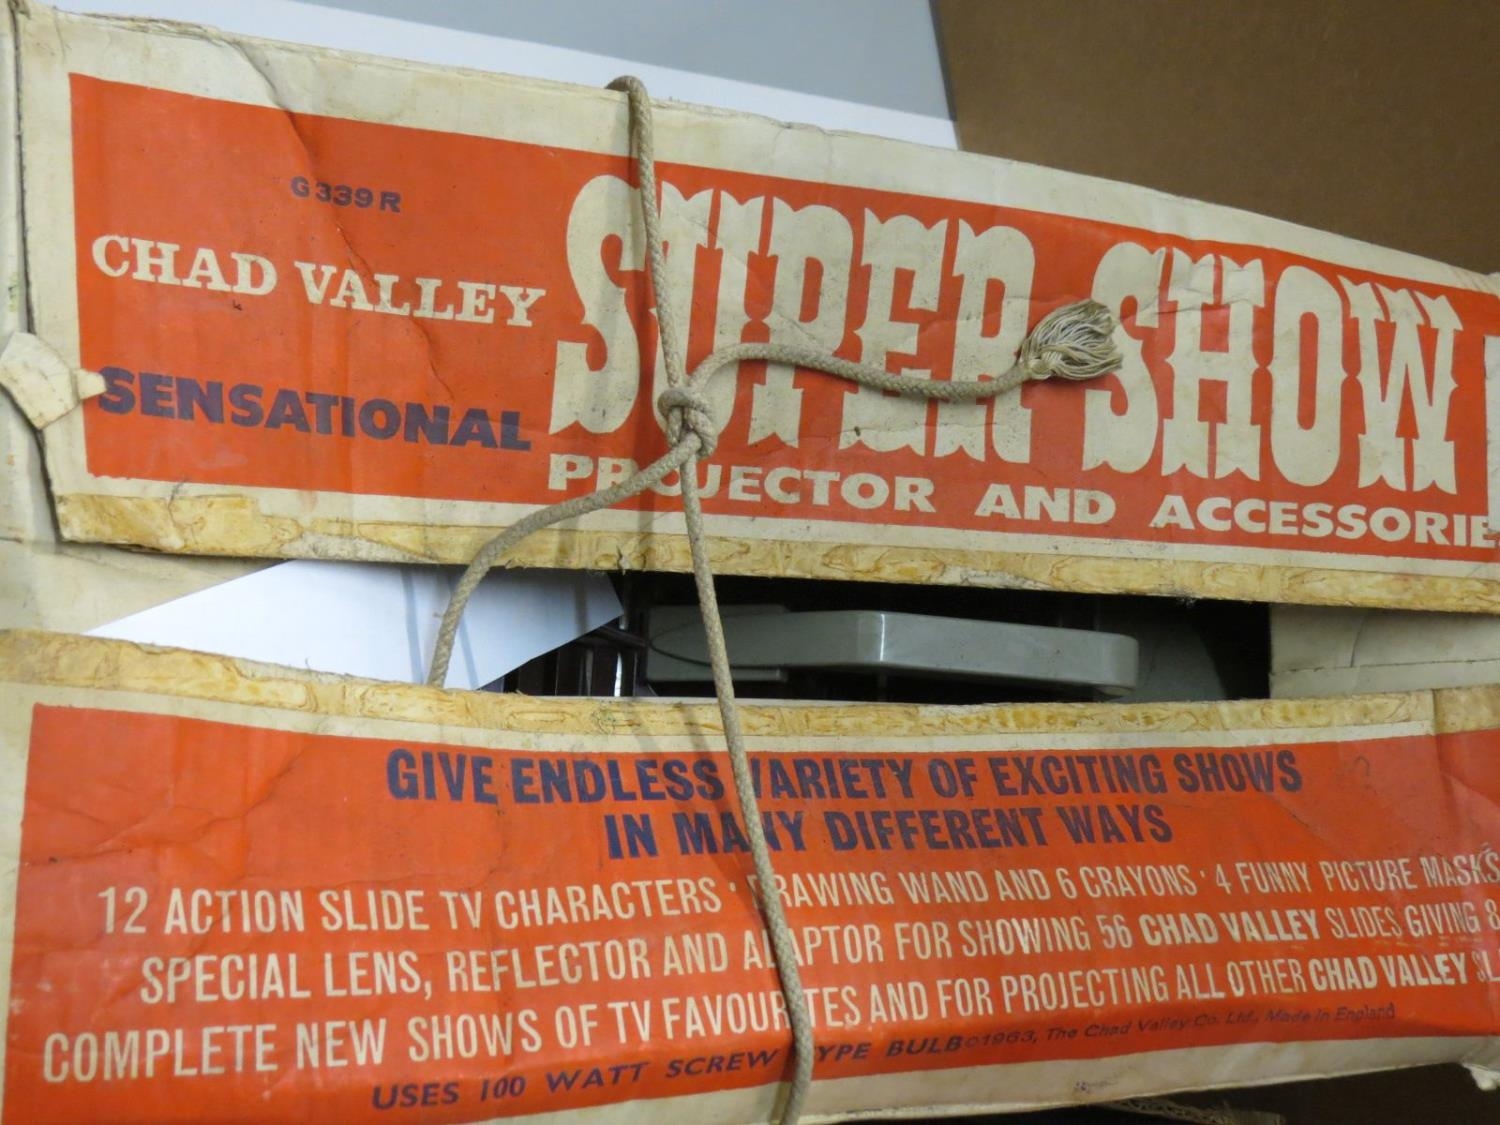 G339R
CHAD VALLEY
SENSATIONAL
SUPER SHOW
PROJECTOR AND ACCESSORIE
GIVE ENDLESS VARIETY OF EXCITING SHOWS
IN MANY DIFFERENT WAYS
12 ACTION SLIDE TV CHARACTERS · DRAWING WAND AND 6 CRAYONS · 4 FUNNY PICTURE MASKS
SPECIAL LENS, REFLECTOR AND ADAPTOR FOR SHOWING 56 CHAD VALLEY SLIDES GIVING 8
COMPLETE NEW SHOWS OF TV FAVOURITES AND FOR PROJECTING ALL OTHER CHAD VALLEY
USES 100 WATT SCREW TYPE BULB ©1963, The Chad Valley Co. Ltd., Made in England